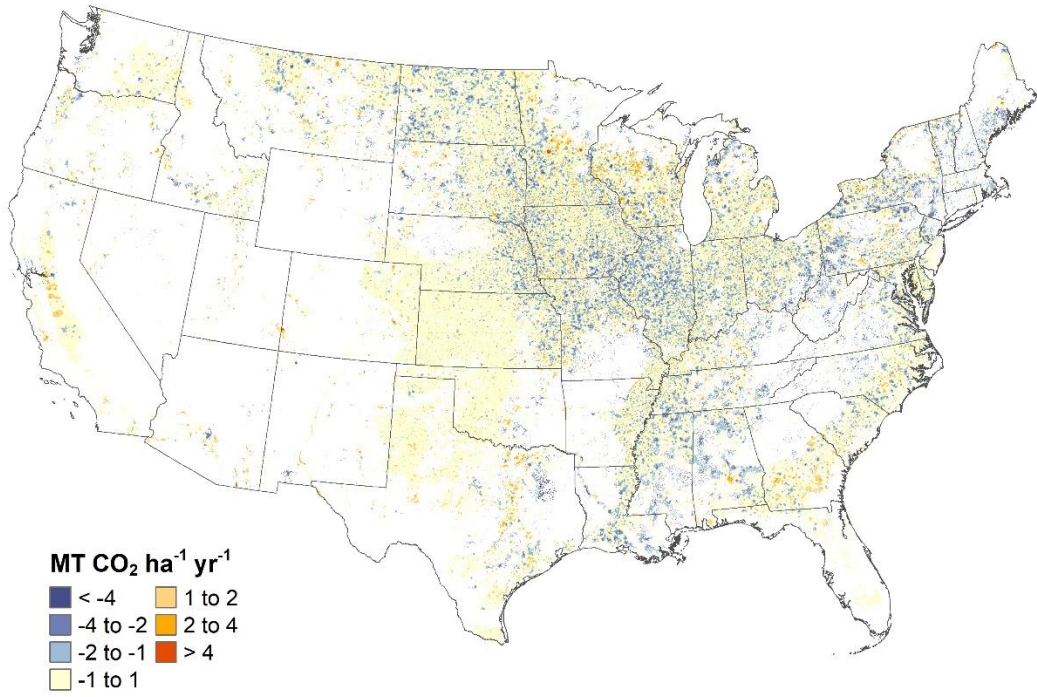 MT CO₂ ha⁻¹ yr⁻¹
< -4 1 to 2
-4 to -2 2 to 4
-2 to -1 > 4
-1 to 1